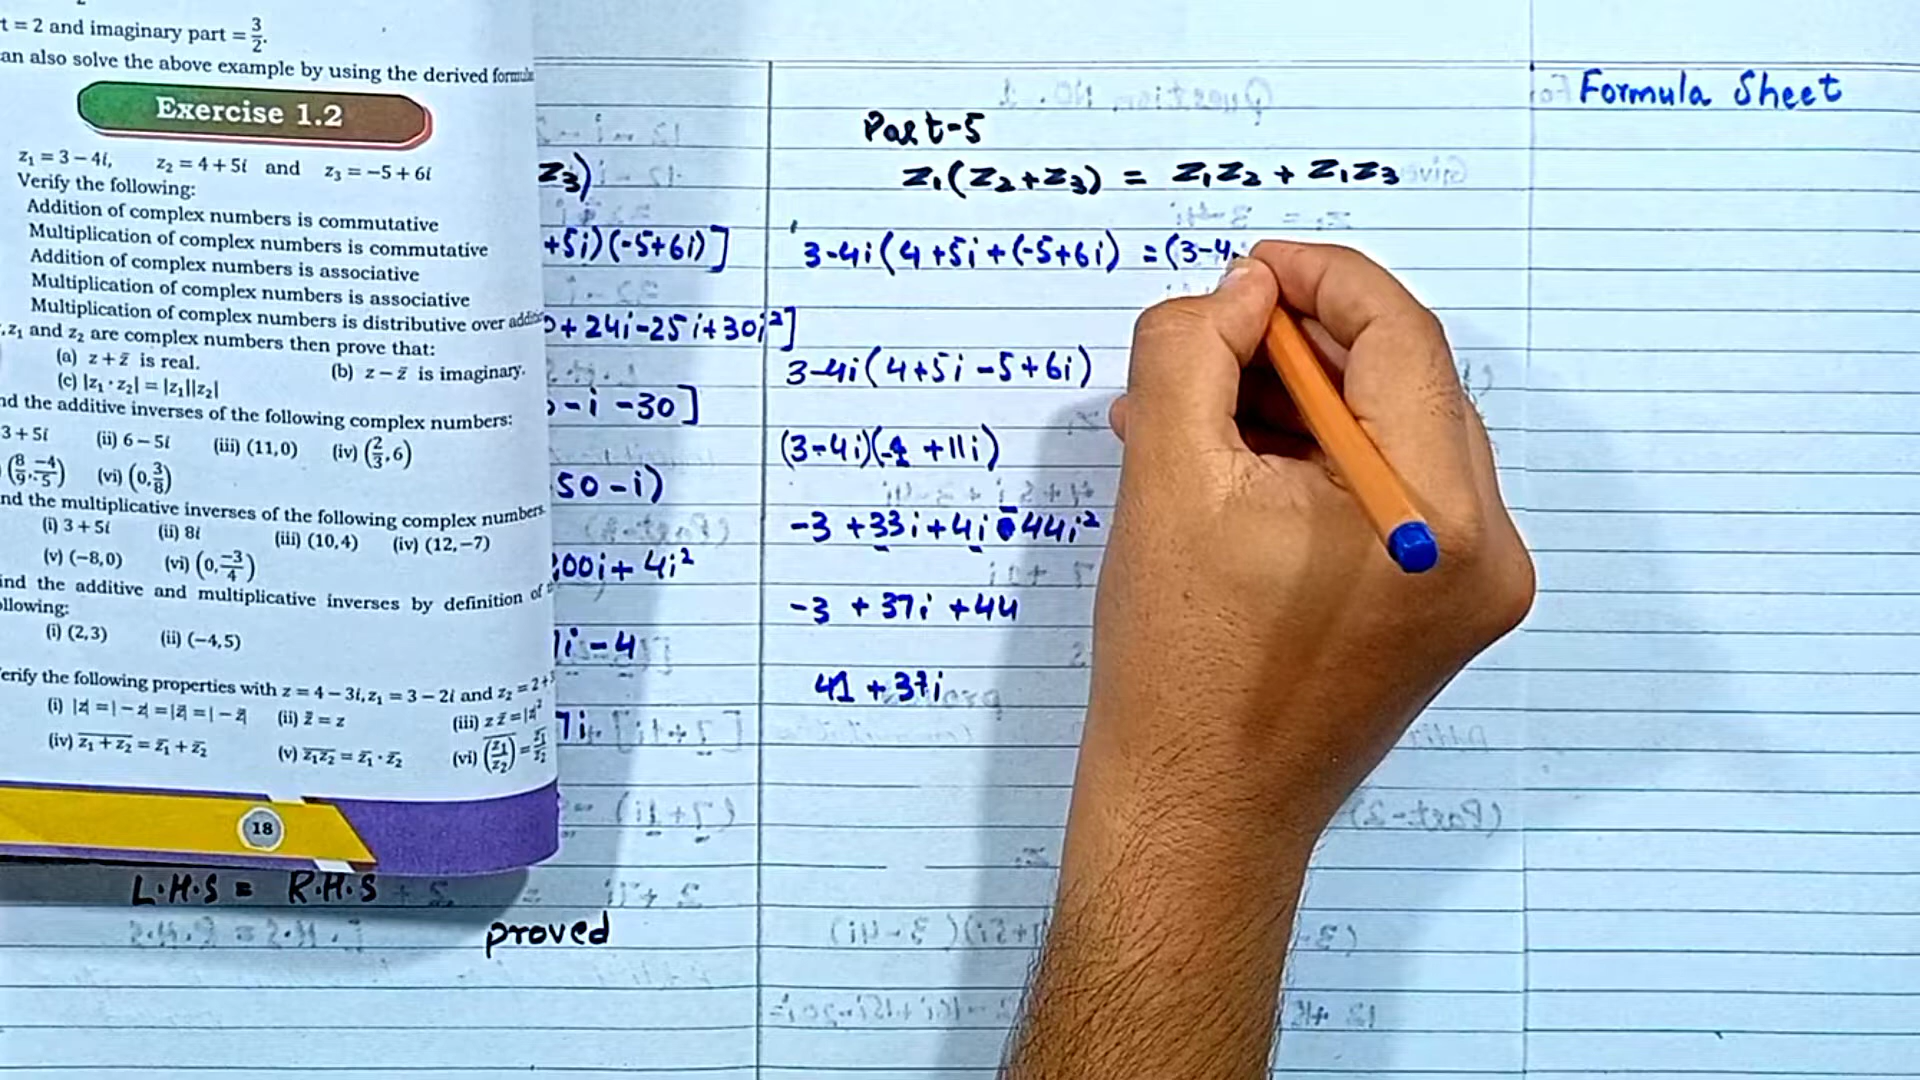 t = 2 and imaginary part = 3/2.
an also solve the above example by using the derived formula
Exercise 1.2
z₁ = 3 – 4i, z₂ = 4 + 5i and z₃ = –5 + 6i
Verify the following:
Addition of complex numbers is commutative
Multiplication of complex numbers is commutative
Addition of complex numbers is associative
Multiplication of complex numbers is associative
Multiplication of complex numbers is distributive over additi
, z₁ and z₂ are complex numbers then prove that:
(a) z + z̄ is real. (b) z – z̄ is imaginary.
(c) |z₁ · z₂| = |z₁||z₂|
nd the additive inverses of the following complex numbers:
3 + 5i (ii) 6 – 5i (iii) (11,0) (iv) (2/3, 6)
(8/9, -4/5) (vi) (0, 3/8)
nd the multiplicative inverses of the following complex numbers.
(i) 3 + 5i (ii) 8i (iii) (10,4) (iv) (12,–7)
(v) (–8,0) (vi) (0, -3/4)
ind the additive and multiplicative inverses by definition of
llowing:
(i) (2,3) (ii) (–4,5)
erify the following properties with z = 4 – 3i, z₁ = 3 – 2i and z₂ = 2 +
(i) |z| = |– z| = |z̄| = |– z̄| (ii) z̄ = z (iii) z z̄ = |z|²
(iv) \overline{z₁ + z₂} = z̄₁ + z̄₂ (v) \overline{z₁z₂} = z̄₁ · z̄₂ (vi) \overline{(z₁/z₂)} = z̄₁/z̄₂
18
L.H.S = R.H.S
proved
z₃)
+5i)(-5+6i)]
+24i-25i+30i²]
-i-30]
50-i)
00i+4i²
i-4
7i
Part-5
z₁(z₂+z₃) = z₁z₂ + z₁z₃
3-4i(4+5i+(-5+6i) = (3-4
3-4i(4+5i-5+6i)
(3-4i)(-1+11i)
-3+33i+4i-44i²
-3+37i+44
41+37i
Formula Sheet